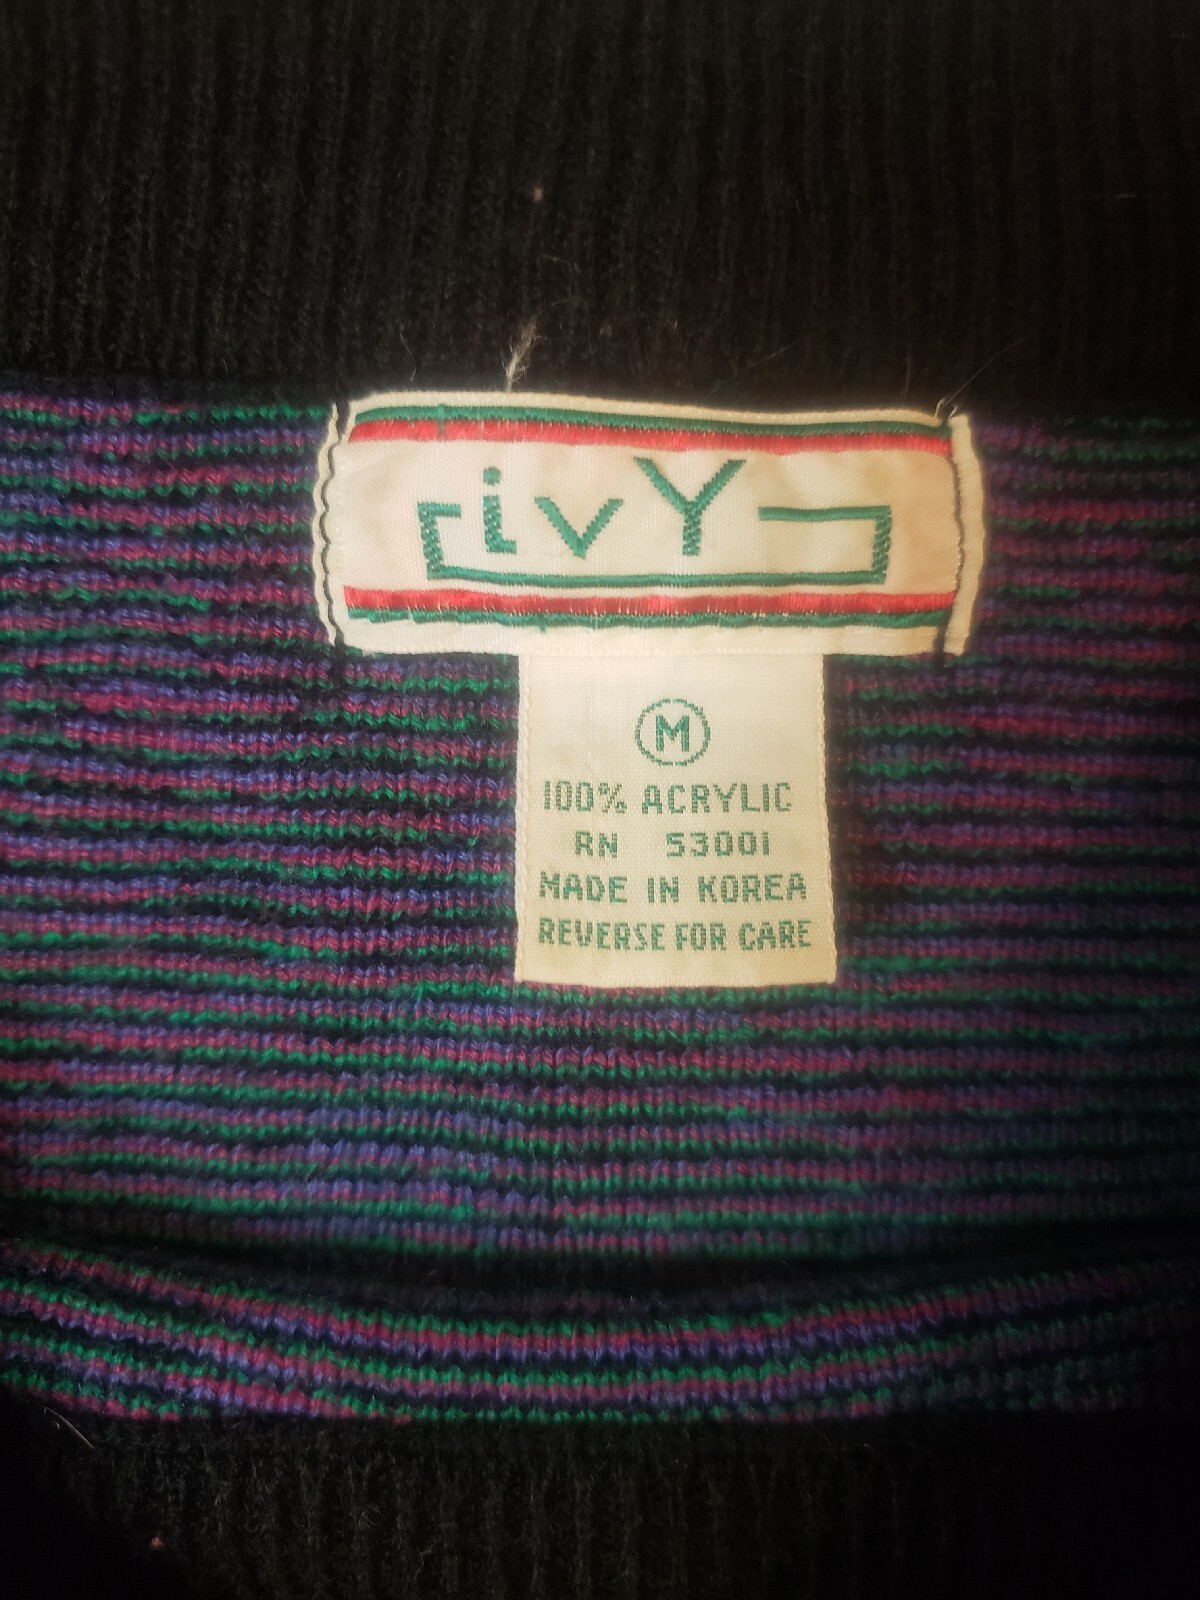 ivY
M
100% ACRYLIC
RN 53001
MADE IN KOREA
REVERSE FOR CARE